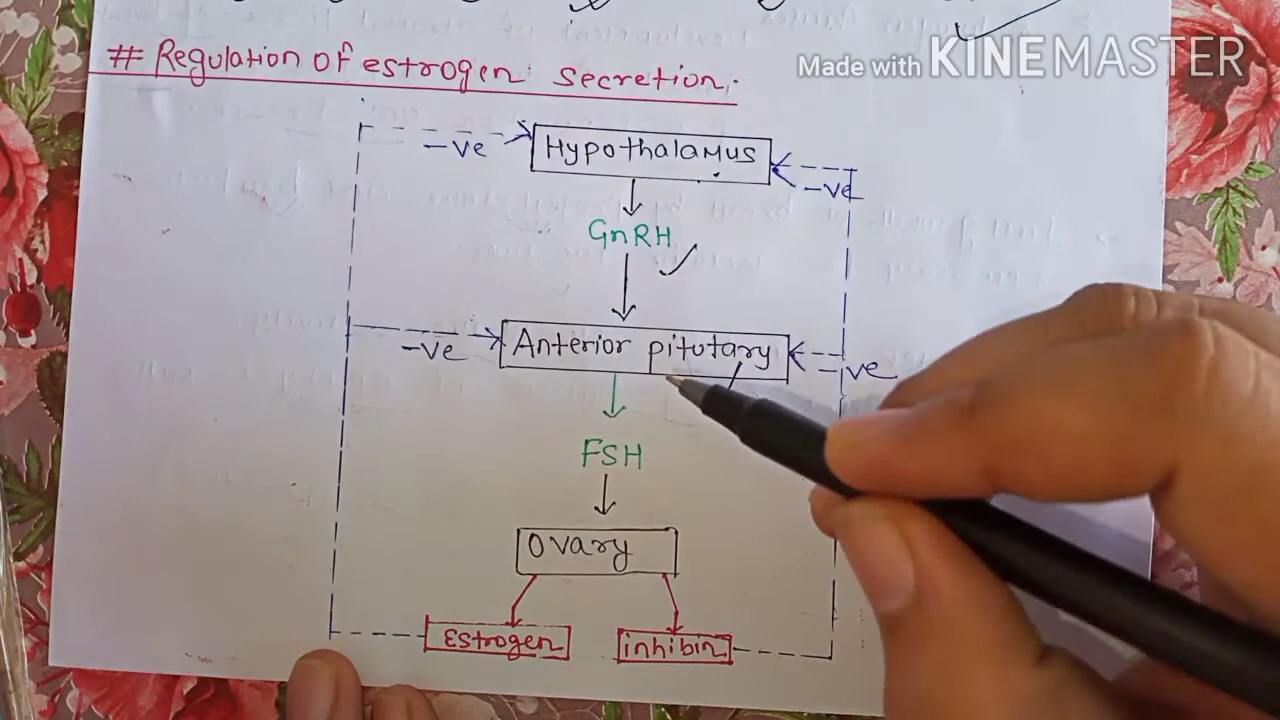 Made with KINEMASTER
# Regulation of estrogen secretion.
-ve
Hypothalamus
-ve
GnRH
-ve
Anterior pitutary
-ve
FSH
Ovary
Estrogen
inhibin